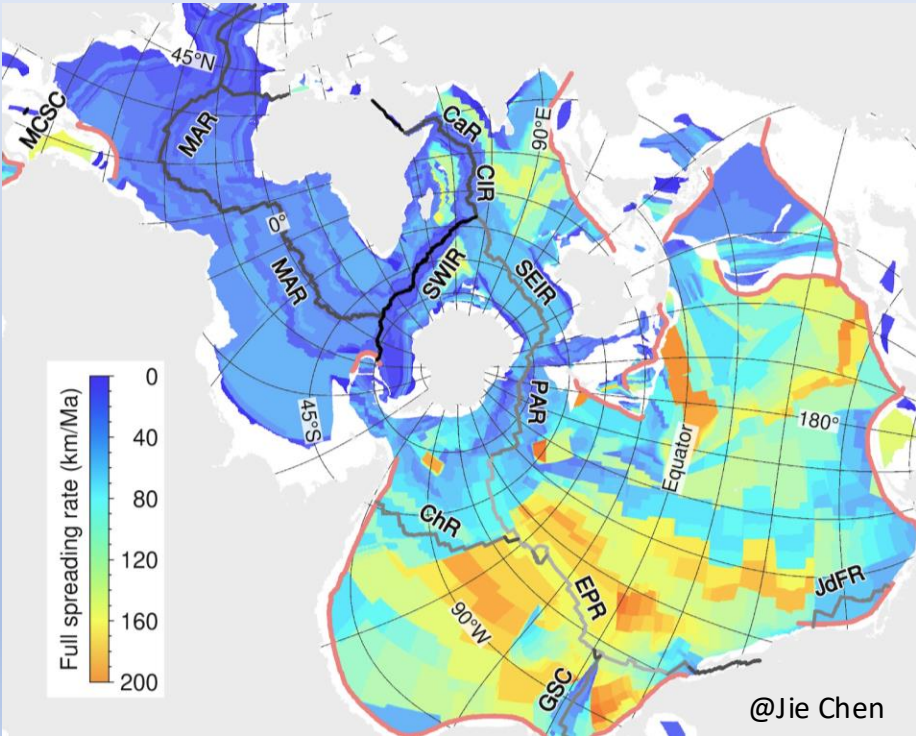 45°N
MCSC
MAR
CaR
90°E
CIR
0°
MAR
SWIR
SEIR
PAR
45°S
180°
Equator
Full spreading rate (km/Ma)
0
40
80
120
160
200
ChR
90°W
EPR
JdFR
GSC
@Jie Chen